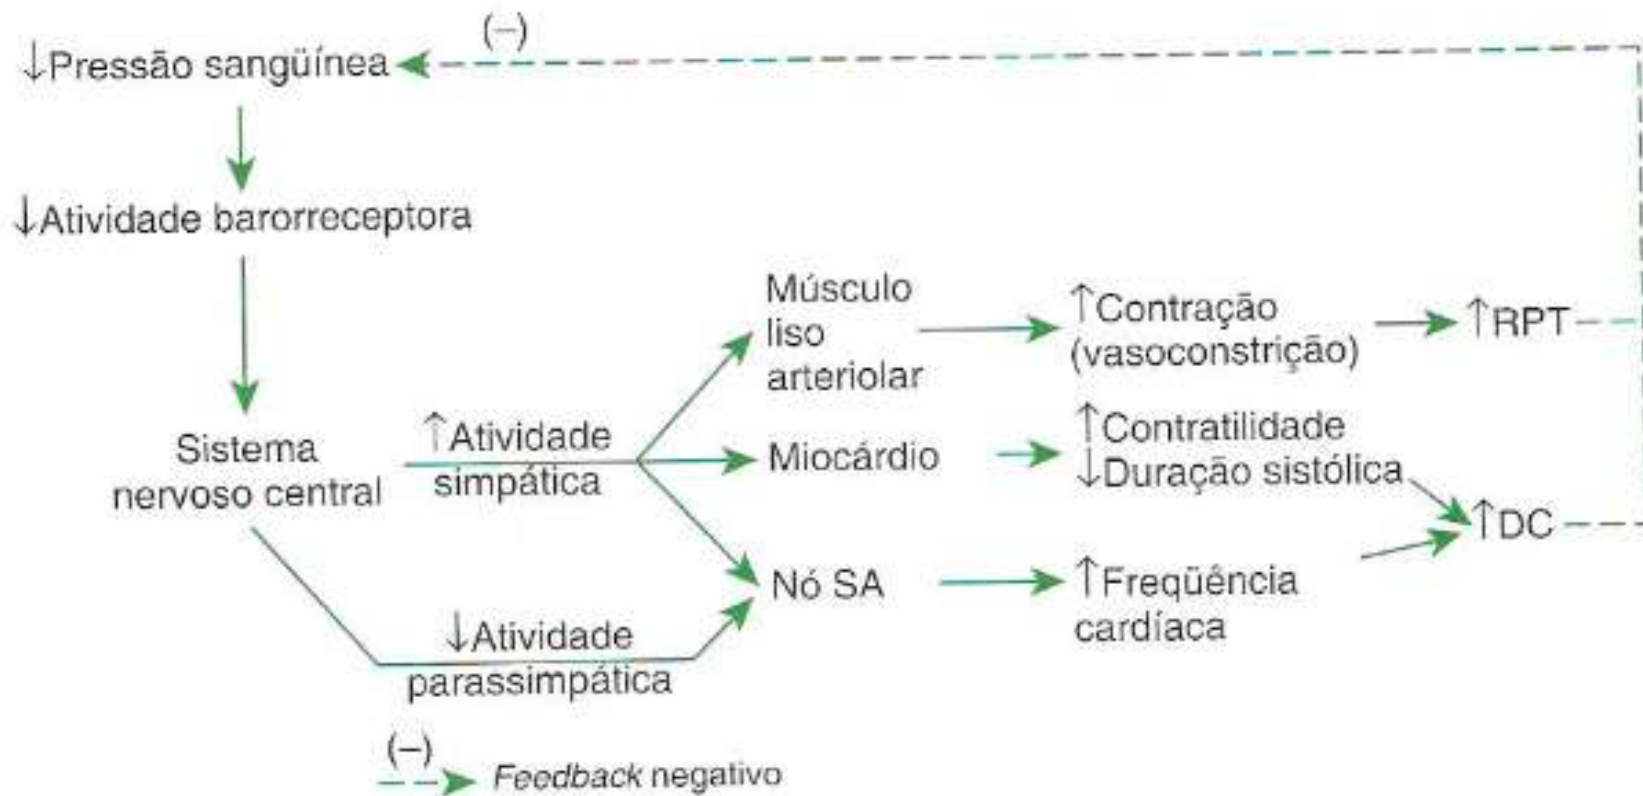 (–)
↓Pressão sangüínea
↓Atividade barorreceptora
Sistema
nervoso central
↑Atividade
simpática
↓Atividade
parassimpática
Músculo
liso
arteriolar
Miocárdio
Nó SA
↑Contração
(vasoconstrição)
↑Contratilidade
↓Duração sistólica
↑Freqüência
cardíaca
↑RPT
↑DC
(–)
Feedback negativo